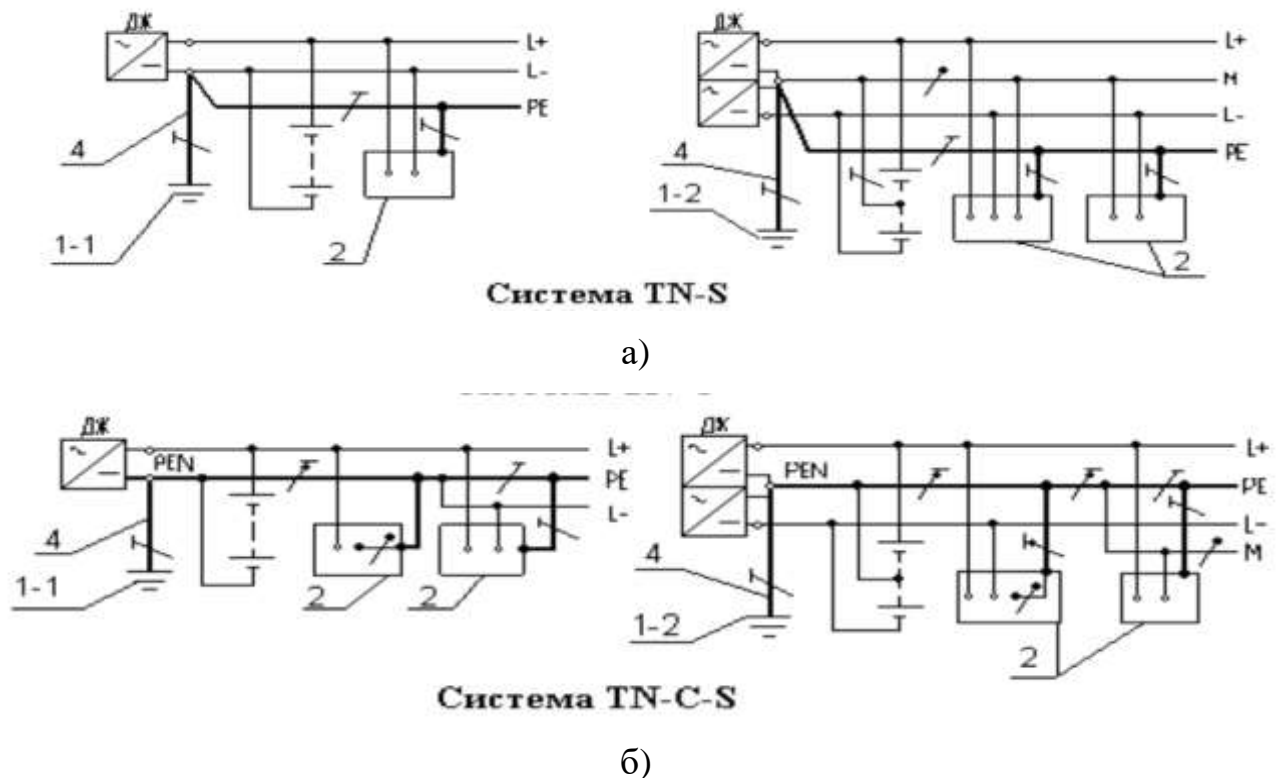 ДЖ
L+
L-
PE
4
1-1
2
ДЖ
L+
M
L-
PE
4
1-2
2
Система TN-S
а)
ДЖ
L+
PEN
PE
L-
4
1-1
2
2
ДЖ
L+
PEN
PE
L-
M
4
1-2
2
Система TN-C-S
б)